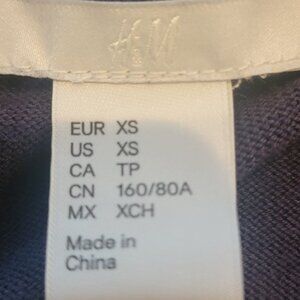 H&M
EUR XS
US XS
CA TP
CN 160/80A
MX XCH
Made in
China